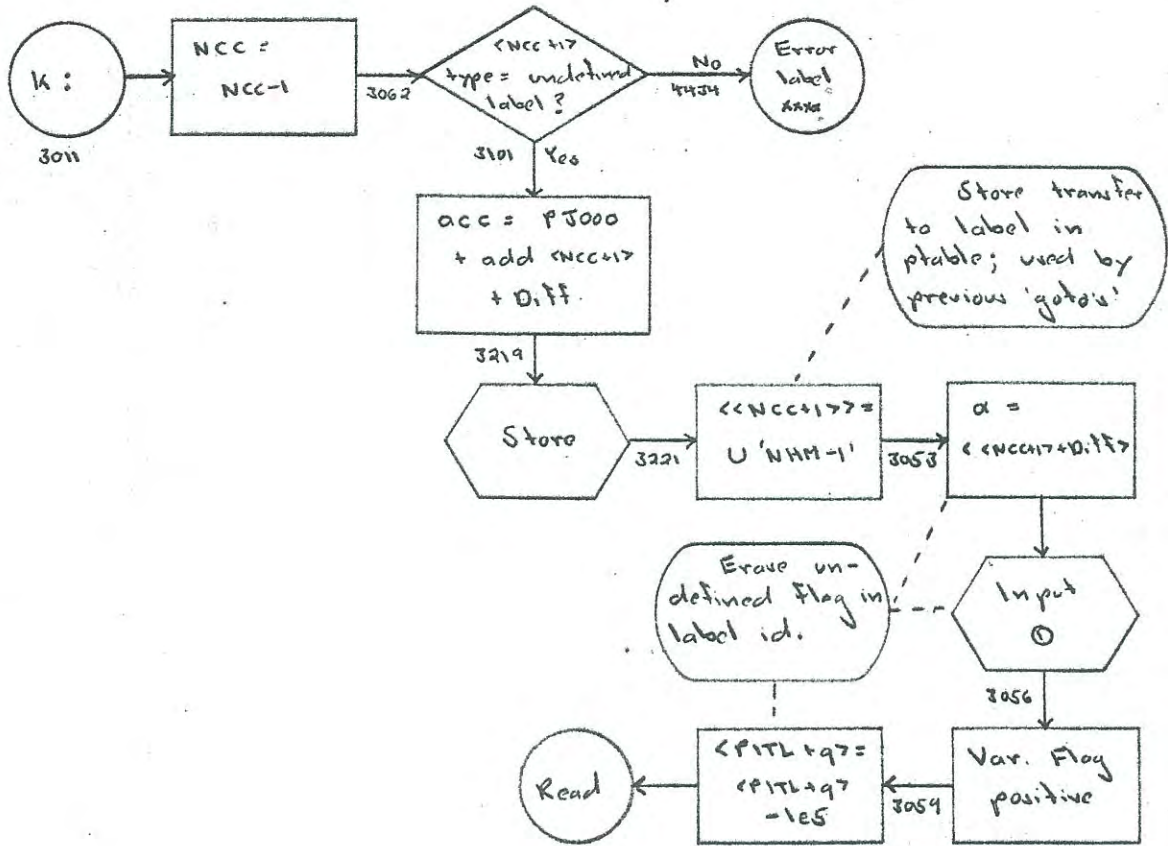 k:
3011
NCC =
NCC-1
3062
<NCC+1>
type = undefined
label?
No
4434
Error
label
xxxx
3101 Yes
acc = PJ000
+ add <NCC+1>
+ Diff.
3219
Store
3221
Store transfer
to label in
ptable; used by
previous 'goto's'
<<NCC+1>> =
U 'NHM-1'
3053
α =
<<NCC+1>+Diff>
Input
①
3056
Erase un-
defined flag in
label id.
Var. Flag
positive
3059
<PITL+q> =
<PITL+q>
-1e5
Read